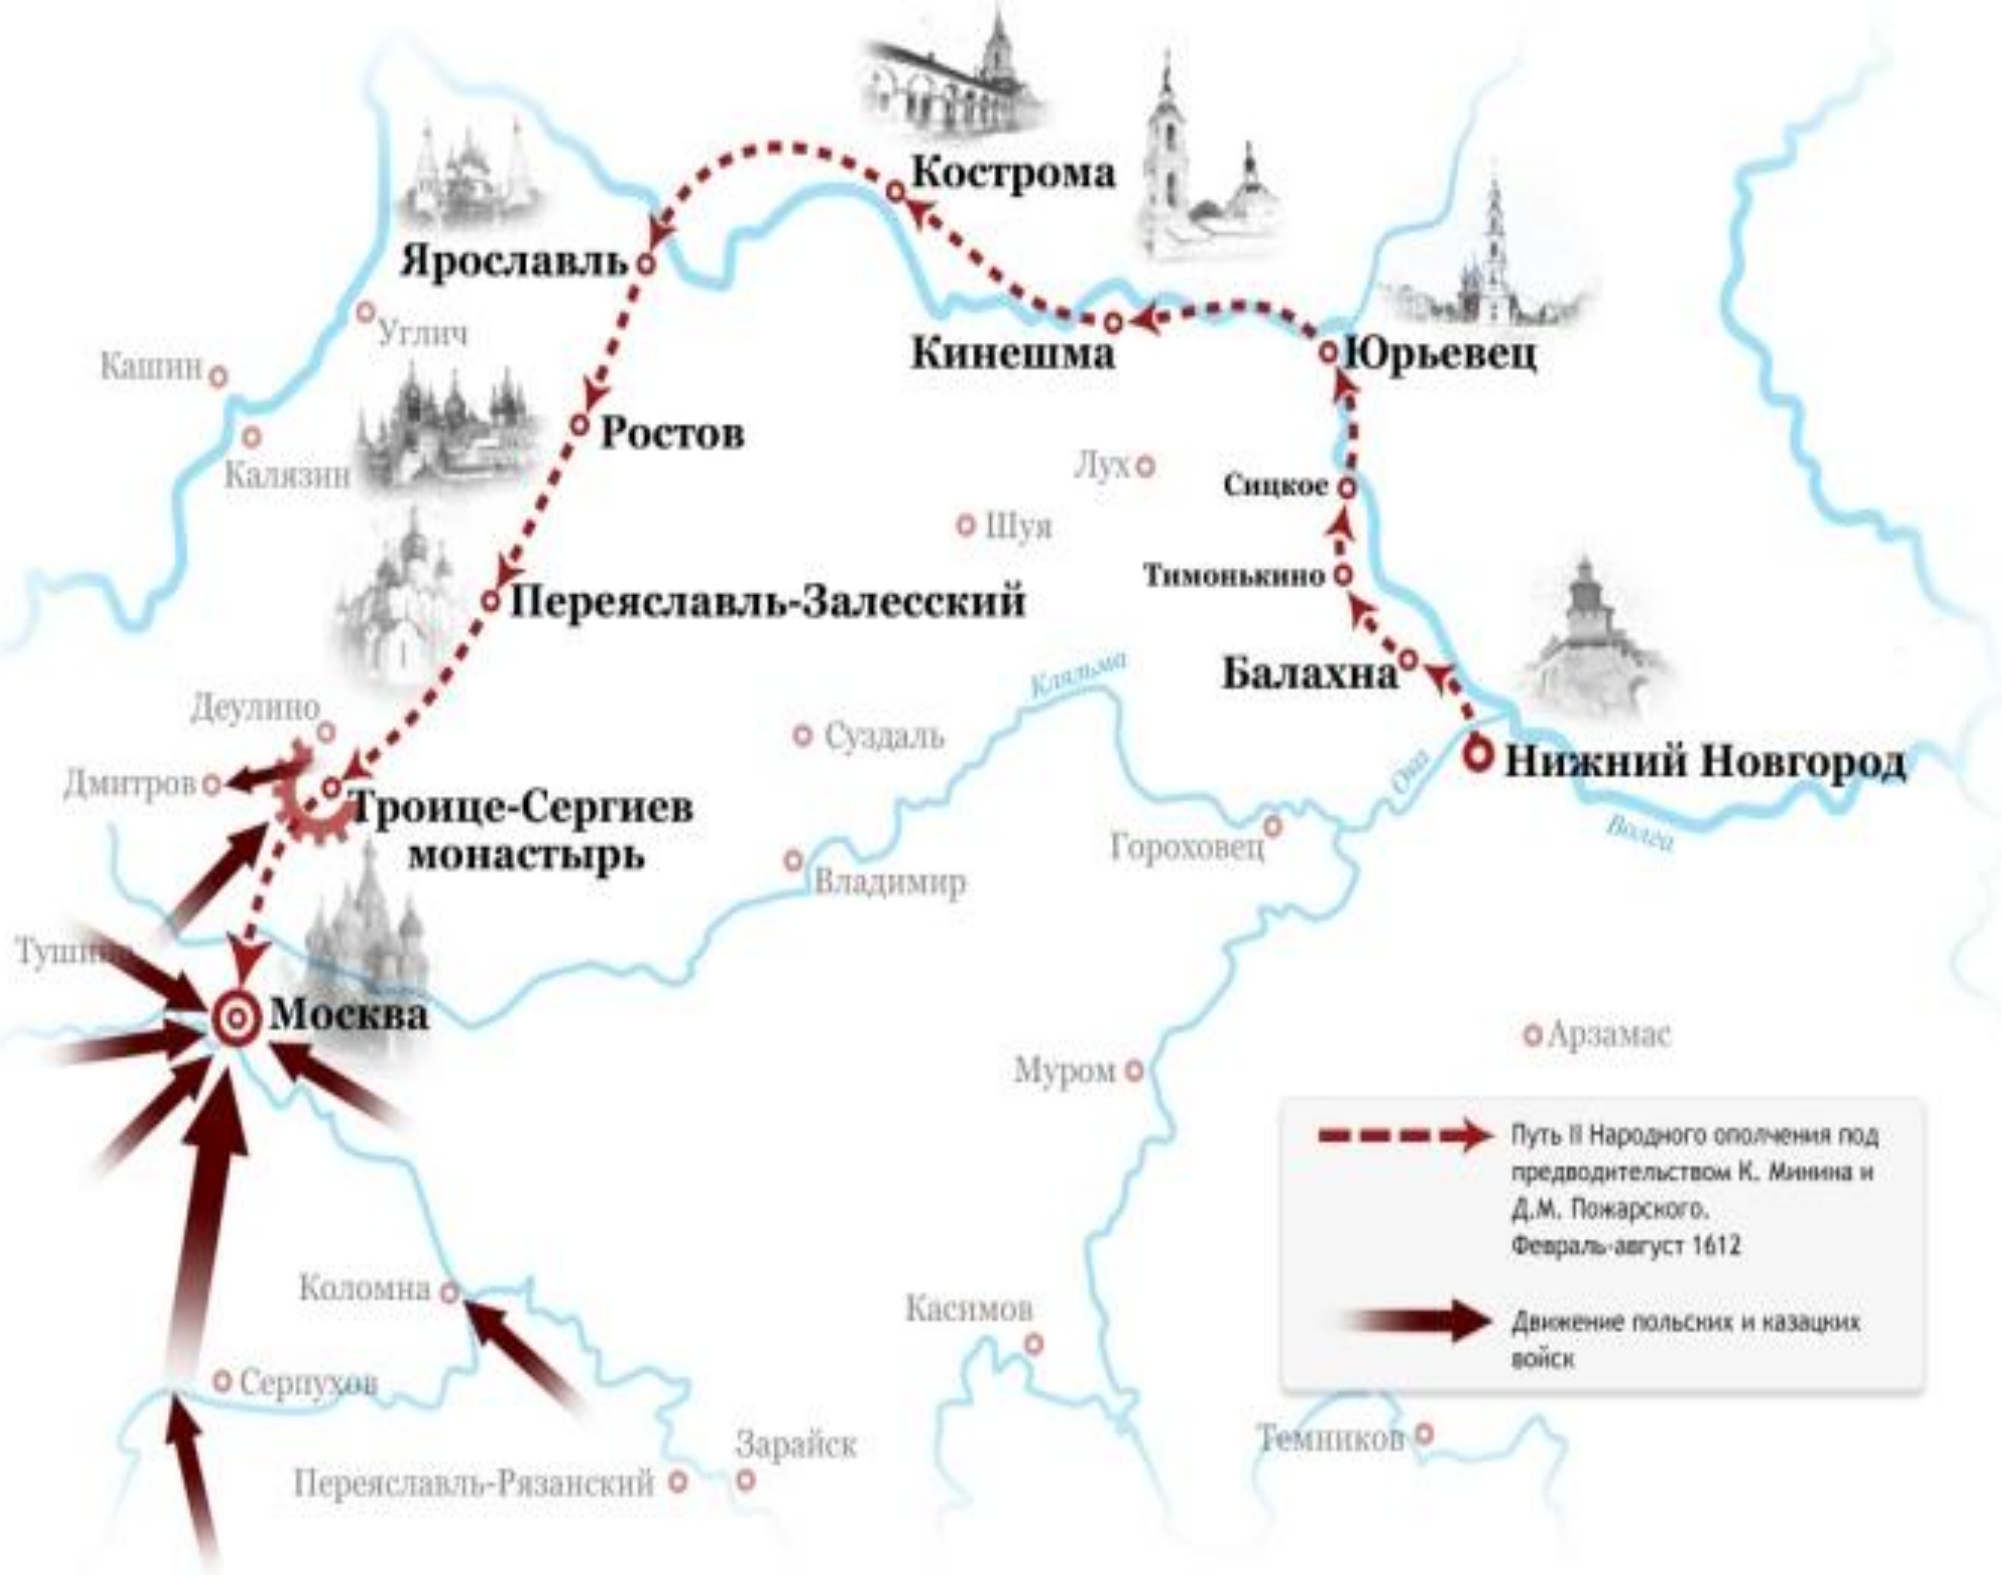 Кострома
Ярославль
Углич
Кинешма
Юрьевец
Кашин
Ростов
Лух
Калязин
Сицкое
Шуя
Тимонькино
Переяславль-Залесский
Клязьма
Балахна
Деулино
Суздаль
Нижний Новгород
Ока
Дмитров
Троице-Сергиев
монастырь
Волга
Гороховец
Владимир
Тушино
Москва
Арзамас
Муром
Путь II Народного ополчения под
предводительством К. Минина и
Д.М. Пожарского.
Февраль-август 1612
Коломна
Касимов
Движение польских и казацких
войск
Серпухов
Темников
Зарайск
Переяславль-Рязанский